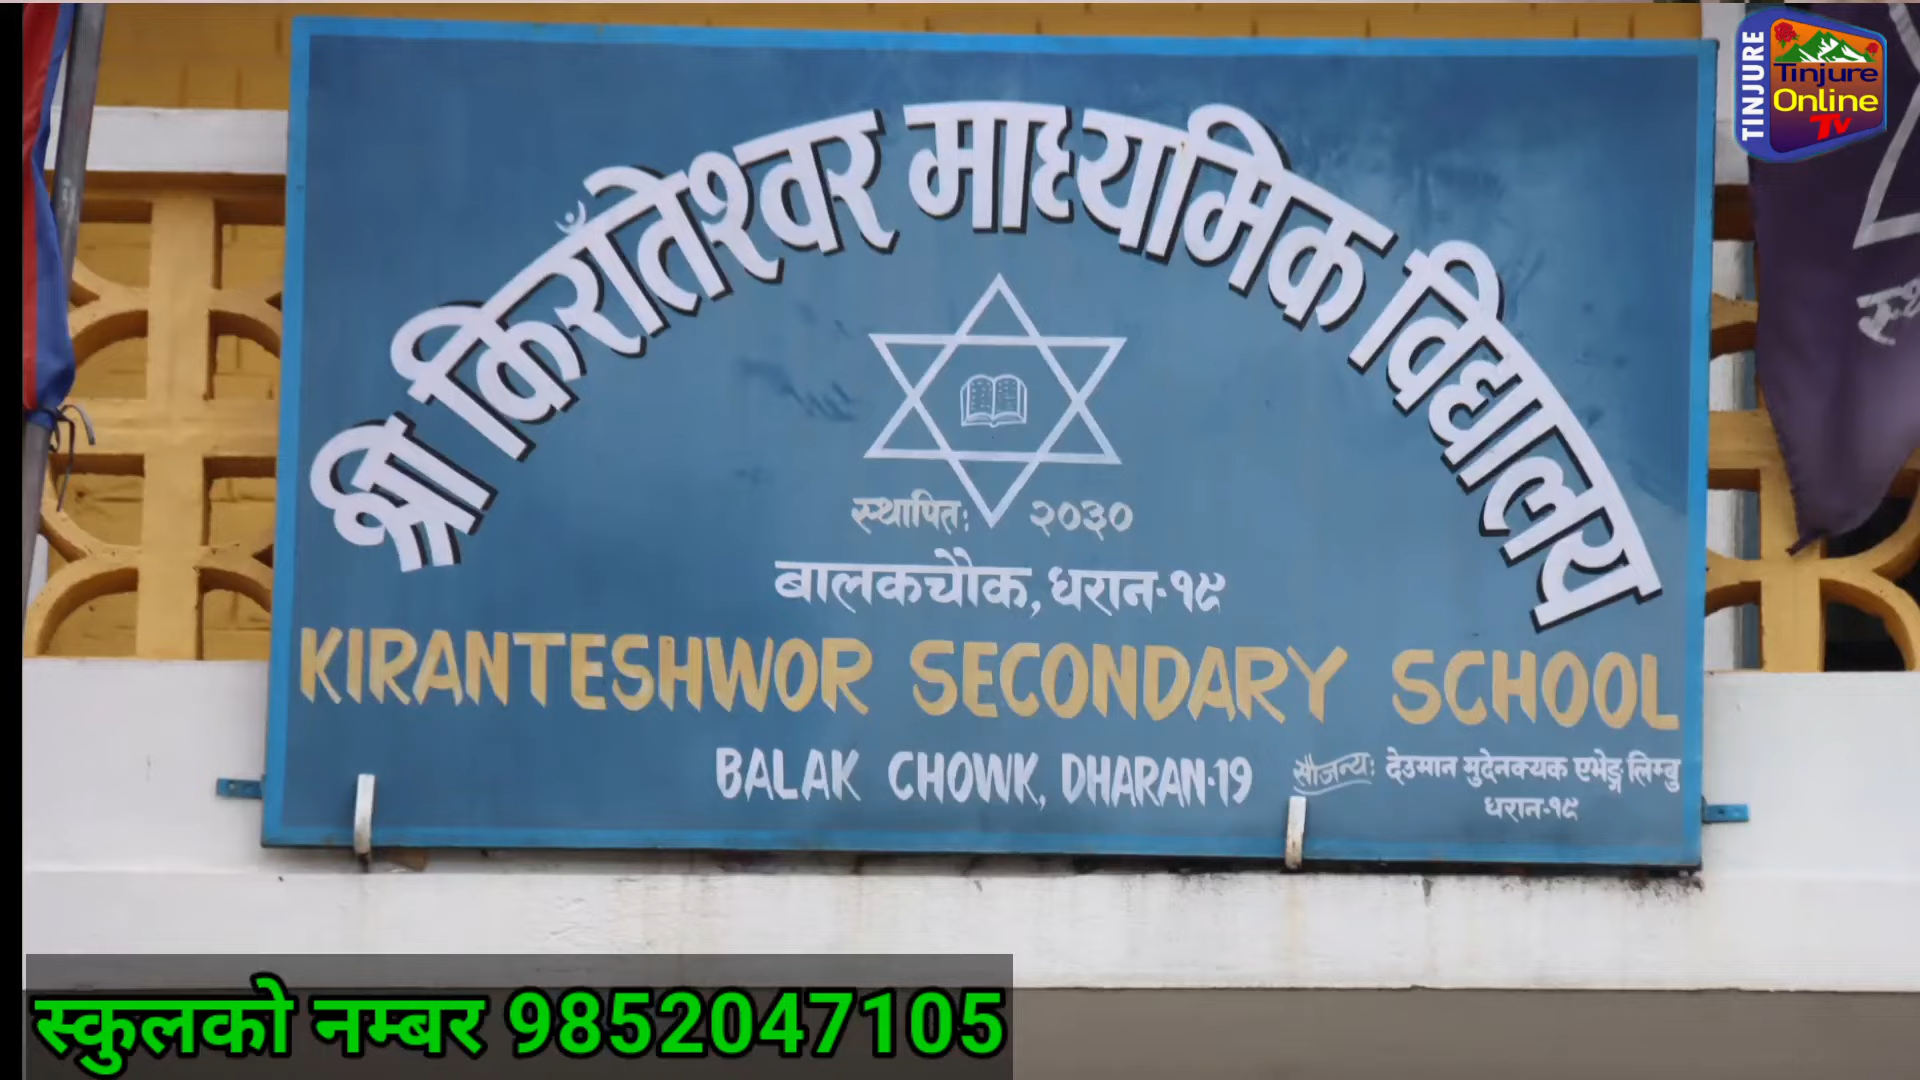 श्री किराँतेश्वर माध्यमिक विद्यालय
स्थापित: २०३०
बालकचौक, धरान-१९
KIRANTESHWOR SECONDARY SCHOOL
BALAK CHOWK, DHARAN-19
सौजन्य: देउमान मुदेनक्यक एभेङ्ग लिम्बु
धरान-१९
TINJURE
Tinjure
Online
Tv
स्कुलको नम्बर 9852047105